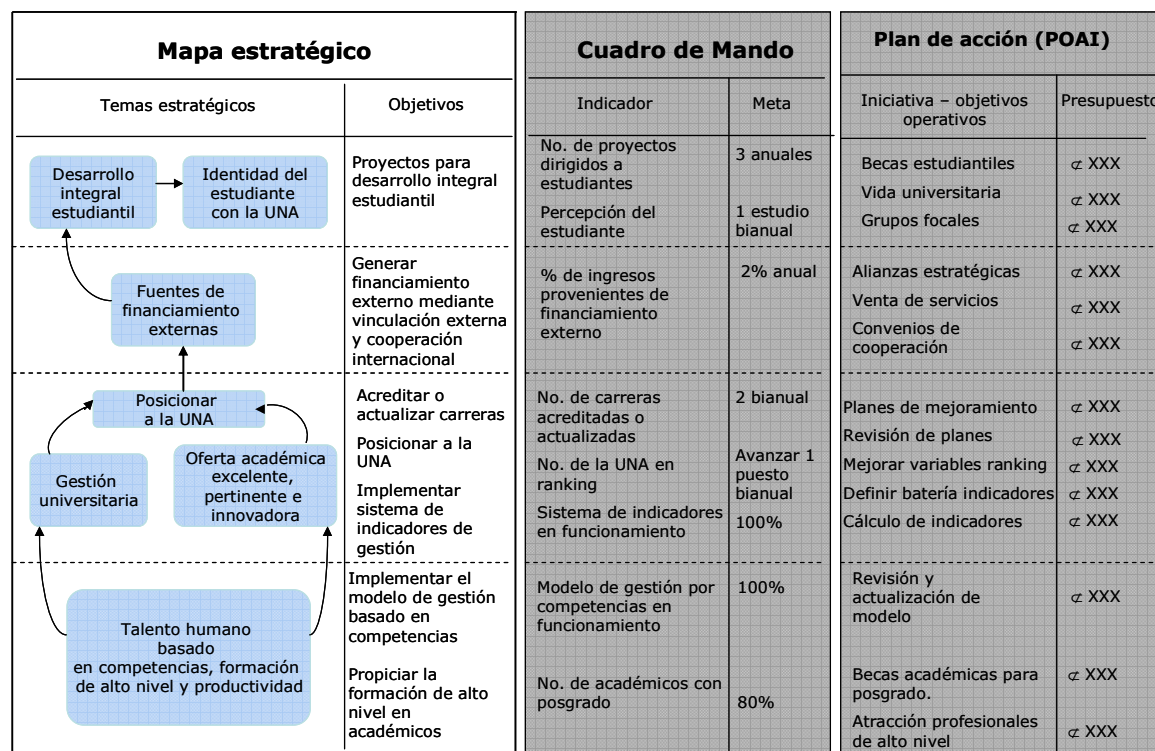 Mapa estratégico
Temas estratégicos
Objetivos
Desarrollo
integral
estudiantil
Identidad del
estudiante
con la UNA
Proyectos para
desarrollo integral
estudiantil
Fuentes de
financiamiento
externas
Generar
financiamiento
externo mediante
vinculación externa
y cooperación
internacional
Posicionar
a la UNA
Gestión
universitaria
Oferta académica
excelente,
pertinente e
innovadora
Acreditar o
actualizar carreras
Posicionar a la
UNA
Implementar
sistema de
indicadores de
gestión
Talento humano
basado
en competencias, formación
de alto nivel y productividad
Implementar el
modelo de gestión
basado en
competencias
Propiciar la
formación de alto
nivel en
académicos
Cuadro de Mando
Indicador
Meta
No. de proyectos
dirigidos a
estudiantes
3 anuales
Percepción del
estudiante
1 estudio
bianual
% de ingresos
provenientes de
financiamiento
externo
2% anual
No. de carreras
acreditadas o
actualizadas
2 bianual
No. de la UNA en
ranking
Avanzar 1
puesto
bianual
Sistema de indicadores
en funcionamiento
100%
Modelo de gestión por
competencias en
funcionamiento
100%
No. de académicos con
posgrado
80%
Plan de acción (POAI)
Iniciativa – objetivos
operativos
Presupuesto
Becas estudiantiles
⊄ XXX
Vida universitaria
⊄ XXX
Grupos focales
⊄ XXX
Alianzas estratégicas
⊄ XXX
Venta de servicios
⊄ XXX
Convenios de
cooperación
⊄ XXX
Planes de mejoramiento
⊄ XXX
Revisión de planes
⊄ XXX
Mejorar variables ranking
⊄ XXX
Definir batería indicadores
⊄ XXX
Cálculo de indicadores
⊄ XXX
Revisión y
actualización de
modelo
⊄ XXX
Becas académicas para
posgrado.
⊄ XXX
Atracción profesionales
de alto nivel
⊄ XXX